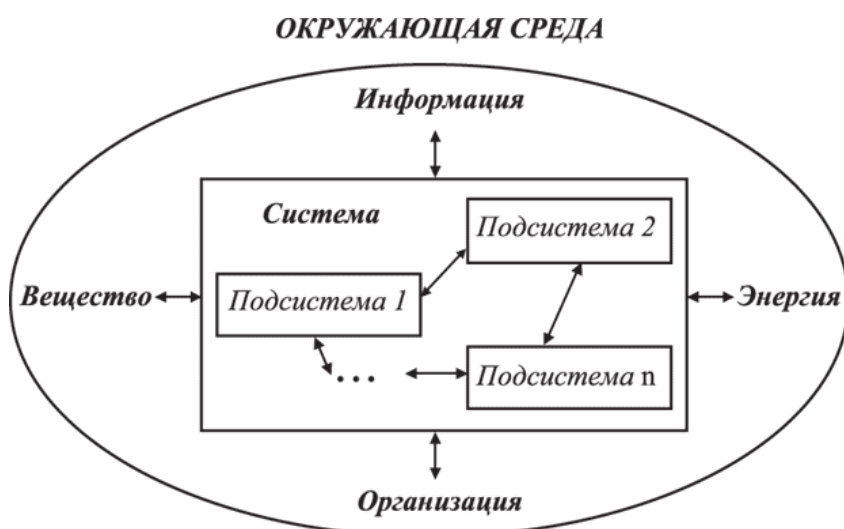 ОКРУЖАЮЩАЯ СРЕДА
Информация
Система
Подсистема 2
Вещество
Подсистема 1
Энергия
...
Подсистема n
Организация